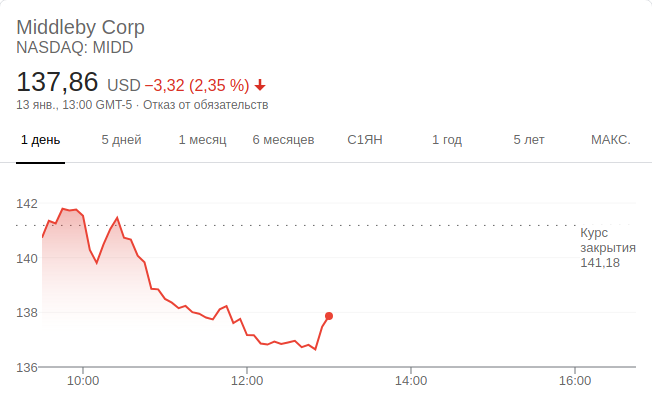 Middleby Corp
NASDAQ: MIDD
137,86 USD −3,32 (2,35 %)
13 янв., 13:00 GMT-5 · Отказ от обязательств
1 день 5 дней 1 месяц 6 месяцев С1ЯН 1 год 5 лет МАКС.
142
140
138
136
Курс
закрытия
141,18
10:00 12:00 14:00 16:00